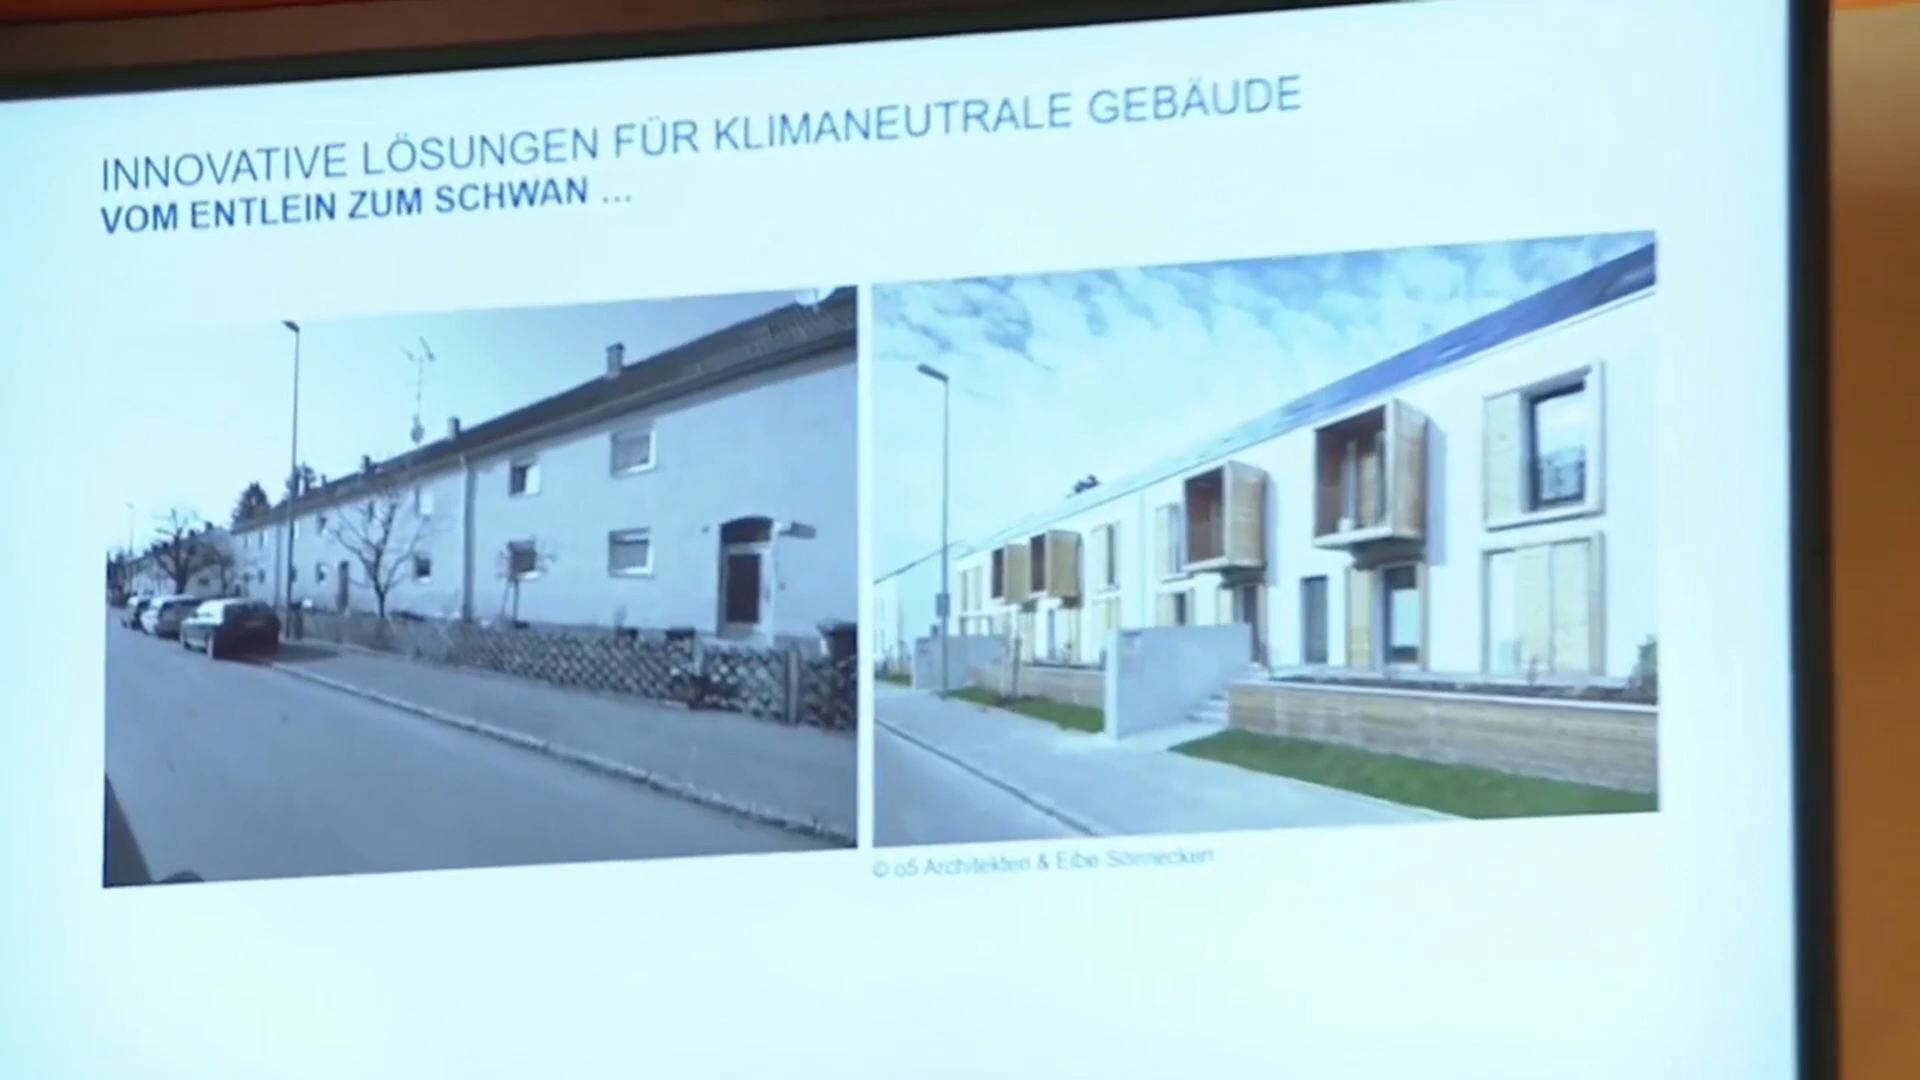 INNOVATIVE LÖSUNGEN FÜR KLIMANEUTRALE GEBÄUDE
VOM ENTLEIN ZUM SCHWAN ...
© o5 Architekten & Eibe Sönnecken